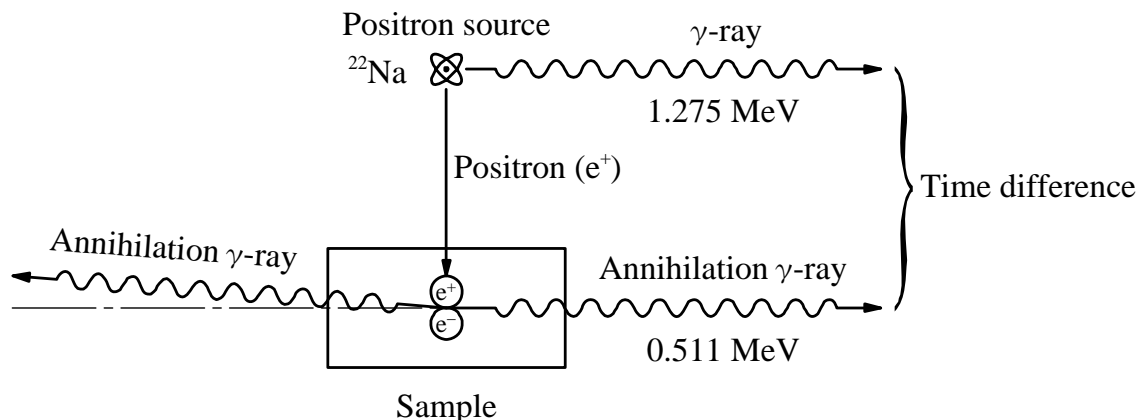 Positron source
γ-ray
²²Na
1.275 MeV
Positron (e⁺)
Time difference
Annihilation γ-ray
Annihilation γ-ray
e⁺
e⁻
0.511 MeV
Sample